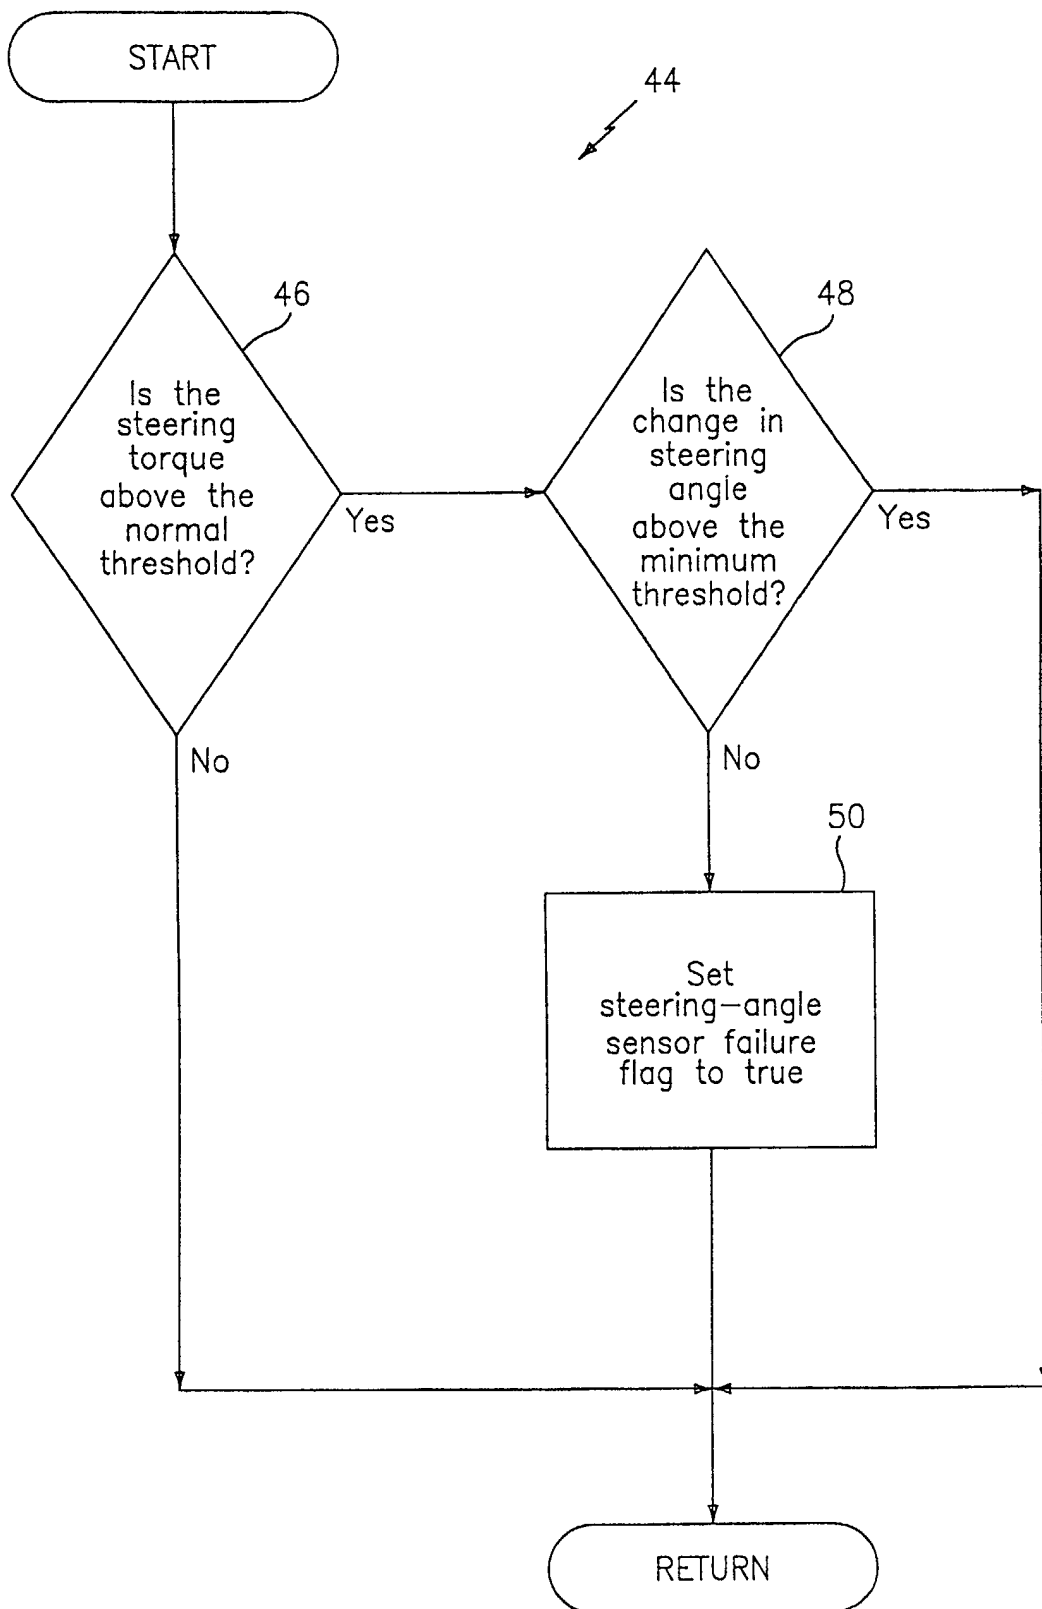 START
44
46
Is the
steering
torque
above the
normal
threshold?
Yes
No
48
Is the
change in
steering
angle
above the
minimum
threshold?
Yes
No
50
Set
steering-angle
sensor failure
flag to true
RETURN